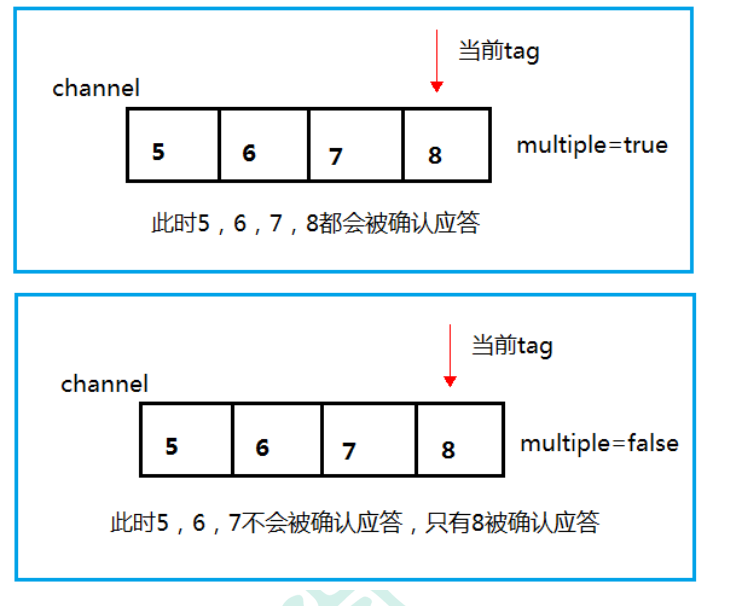 当前tag
channel
5 6 7 8 multiple=true
此时5，6，7，8都会被确认应答
当前tag
channel
5 6 7 8 multiple=false
此时5，6，7不会被确认应答，只有8被确认应答